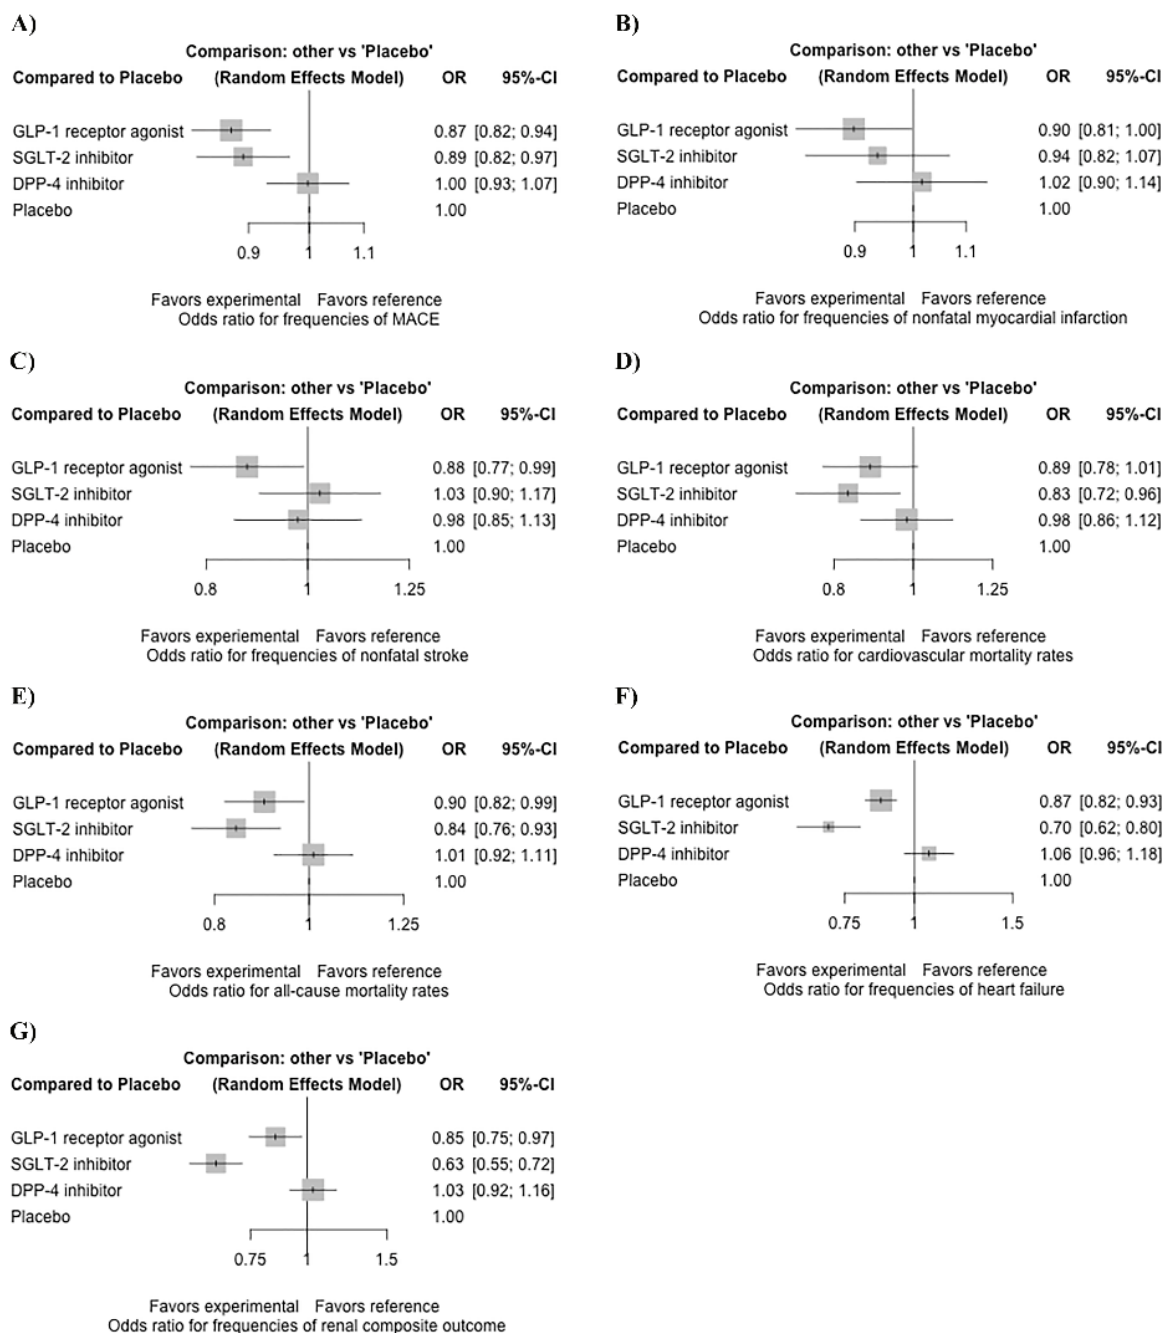 A)
Comparison: other vs 'Placebo'
Compared to Placebo (Random Effects Model) OR 95%-CI
GLP-1 receptor agonist 0.87 [0.82; 0.94]
SGLT-2 inhibitor 0.89 [0.82; 0.97]
DPP-4 inhibitor 1.00 [0.93; 1.07]
Placebo 1.00
0.9 1 1.1
Favors experimental Favors reference
Odds ratio for frequencies of MACE
B)
Comparison: other vs 'Placebo'
Compared to Placebo (Random Effects Model) OR 95%-CI
GLP-1 receptor agonist 0.90 [0.81; 1.00]
SGLT-2 inhibitor 0.94 [0.82; 1.07]
DPP-4 inhibitor 1.02 [0.90; 1.14]
Placebo 1.00
0.9 1 1.1
Favors experimental Favors reference
Odds ratio for frequencies of nonfatal myocardial infarction
C)
Comparison: other vs 'Placebo'
Compared to Placebo (Random Effects Model) OR 95%-CI
GLP-1 receptor agonist 0.88 [0.77; 0.99]
SGLT-2 inhibitor 1.03 [0.90; 1.17]
DPP-4 inhibitor 0.98 [0.85; 1.13]
Placebo 1.00
0.8 1 1.25
Favors experiemental Favors reference
Odds ratio for frequencies of nonfatal stroke
D)
Comparison: other vs 'Placebo'
Compared to Placebo (Random Effects Model) OR 95%-CI
GLP-1 receptor agonist 0.89 [0.78; 1.01]
SGLT-2 inhibitor 0.83 [0.72; 0.96]
DPP-4 inhibitor 0.98 [0.86; 1.12]
Placebo 1.00
0.8 1 1.25
Favors experimental Favors reference
Odds ratio for cardiovascular mortality rates
E)
Comparison: other vs 'Placebo'
Compared to Placebo (Random Effects Model) OR 95%-CI
GLP-1 receptor agonist 0.90 [0.82; 0.99]
SGLT-2 inhibitor 0.84 [0.76; 0.93]
DPP-4 inhibitor 1.01 [0.92; 1.11]
Placebo 1.00
0.8 1 1.25
Favors experimental Favors reference
Odds ratio for all-cause mortality rates
F)
Comparison: other vs 'Placebo'
Compared to Placebo (Random Effects Model) OR 95%-CI
GLP-1 receptor agonist 0.87 [0.82; 0.93]
SGLT-2 inhibitor 0.70 [0.62; 0.80]
DPP-4 inhibitor 1.06 [0.96; 1.18]
Placebo 1.00
0.75 1 1.5
Favors experimental Favors reference
Odds ratio for frequencies of heart failure
G)
Comparison: other vs 'Placebo'
Compared to Placebo (Random Effects Model) OR 95%-CI
GLP-1 receptor agonist 0.85 [0.75; 0.97]
SGLT-2 inhibitor 0.63 [0.55; 0.72]
DPP-4 inhibitor 1.03 [0.92; 1.16]
Placebo 1.00
0.75 1 1.5
Favors experimental Favors reference
Odds ratio for frequencies of renal composite outcome